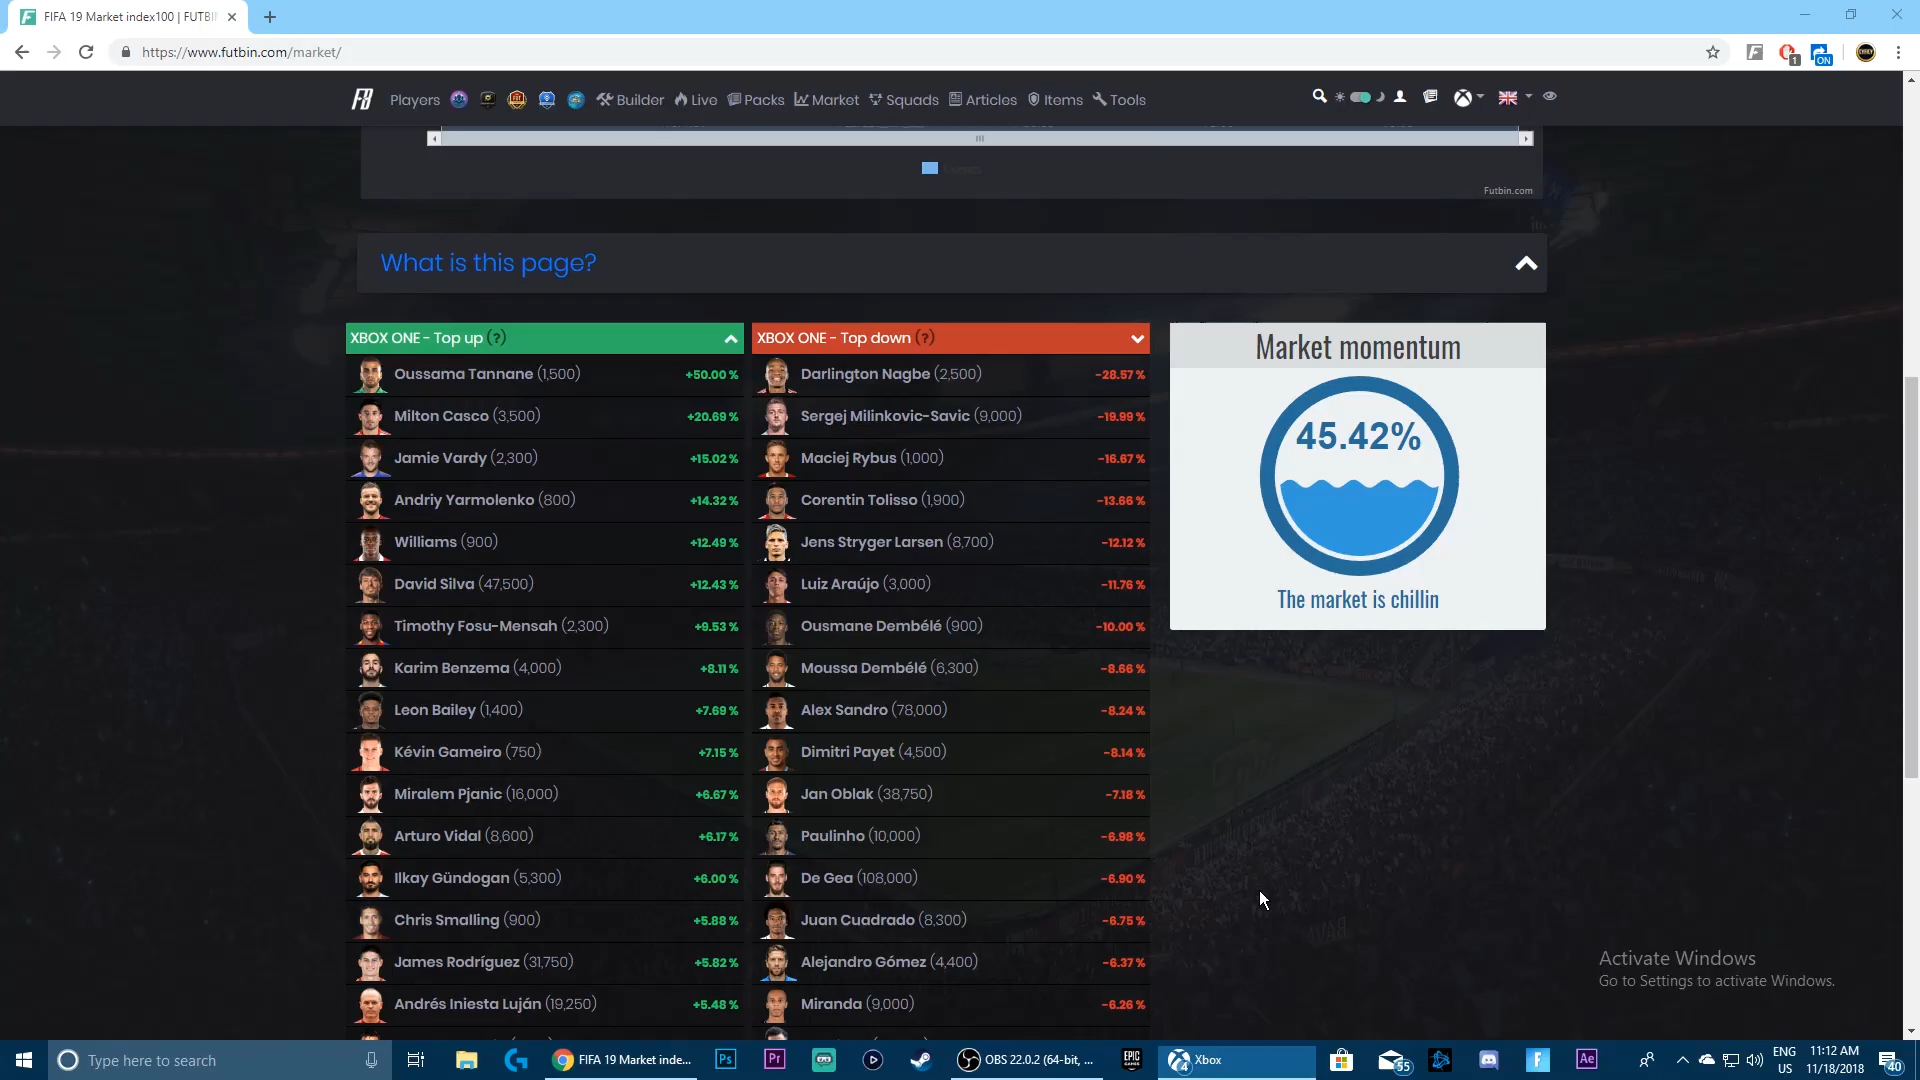 FIFA 19 Market index100 | FUTBIN
https://www.futbin.com/market/
1
ON
FB Players Builder Live Packs Market Squads Articles Items Tools
Futbin.com
What is this page?
XBOX ONE - Top up (?)
Oussama Tannane (1,500) +50.00 %
Milton Casco (3,500) +20.69 %
Jamie Vardy (2,300) +15.02 %
Andriy Yarmolenko (800) +14.32 %
Williams (900) +12.49 %
David Silva (47,500) +12.43 %
Timothy Fosu-Mensah (2,300) +9.53 %
Karim Benzema (4,000) +8.11 %
Leon Bailey (1,400) +7.69 %
Kévin Gameiro (750) +7.15 %
Miralem Pjanic (16,000) +6.67 %
Arturo Vidal (8,600) +6.17 %
Ilkay Gündogan (5,300) +6.00 %
Chris Smalling (900) +5.88 %
James Rodríguez (31,750) +5.82 %
Andrés Iniesta Luján (19,250) +5.48 %
XBOX ONE - Top down (?)
Darlington Nagbe (2,500) -28.57 %
Sergej Milinkovic-Savic (9,000) -19.99 %
Maciej Rybus (1,000) -16.67 %
Corentin Tolisso (1,900) -13.66 %
Jens Stryger Larsen (8,700) -12.12 %
Luiz Araújo (3,000) -11.76 %
Ousmane Dembélé (900) -10.00 %
Moussa Dembélé (6,300) -8.66 %
Alex Sandro (78,000) -8.24 %
Dimitri Payet (4,500) -8.14 %
Jan Oblak (38,750) -7.18 %
Paulinho (10,000) -6.98 %
De Gea (108,000) -6.90 %
Juan Cuadrado (8,300) -6.75 %
Alejandro Gómez (4,400) -6.37 %
Miranda (9,000) -6.26 %
Market momentum
45.42%
The market is chillin
Activate Windows
Go to Settings to activate Windows.
Type here to search
FIFA 19 Market inde...
Ps
Pr
OBS 22.0.2 (64-bit, ...
EPIC GAMES
4
Xbox
55
Ae
ENG
US
11:12 AM
11/18/2018
40